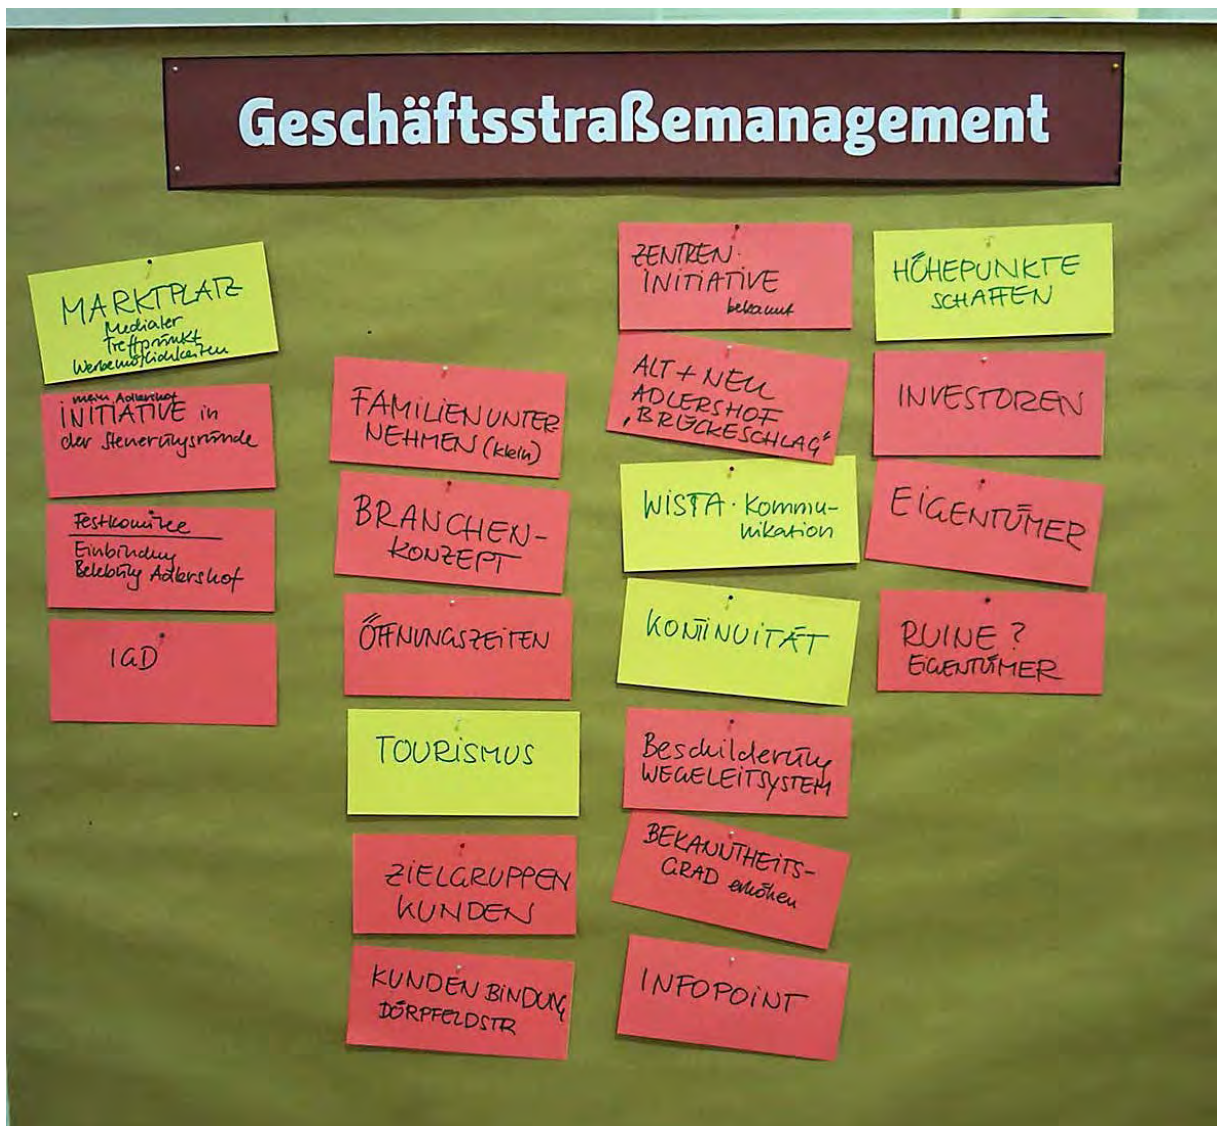 Geschäftsstraßemanagement
MARKTPLATZ
Medialer
Treffpunkt
Werbemöglichkeiten
mein Adlershof
INITIATIVE in
der Steuerungsrunde
Festkomitee
Einbindung
Belebung Adlershof
IGD
FAMILIENUNTER
NEHMEN (klein)
BRANCHEN-
KONZEPT
ÖFFNUNGSZEITEN
TOURISMUS
ZIELGRUPPEN
KUNDEN
KUNDENBINDUNG
DÖRPFELDSTR
ZENTREN.
INITIATIVE
bekannt
ALT + NEU
ADLERSHOF
„BRÜCKESCHLAG“
WISTA · Kommu-
nikation
KONTINUITÄT
Beschilderung
WEGELEITSYSTEM
BEKANNTHEITS-
GRAD erhöhen
INFOPOINT
HÖHEPUNKTE
SCHAFFEN
INVESTOREN
EIGENTÜMER
RUINE?
EIGENTÜMER